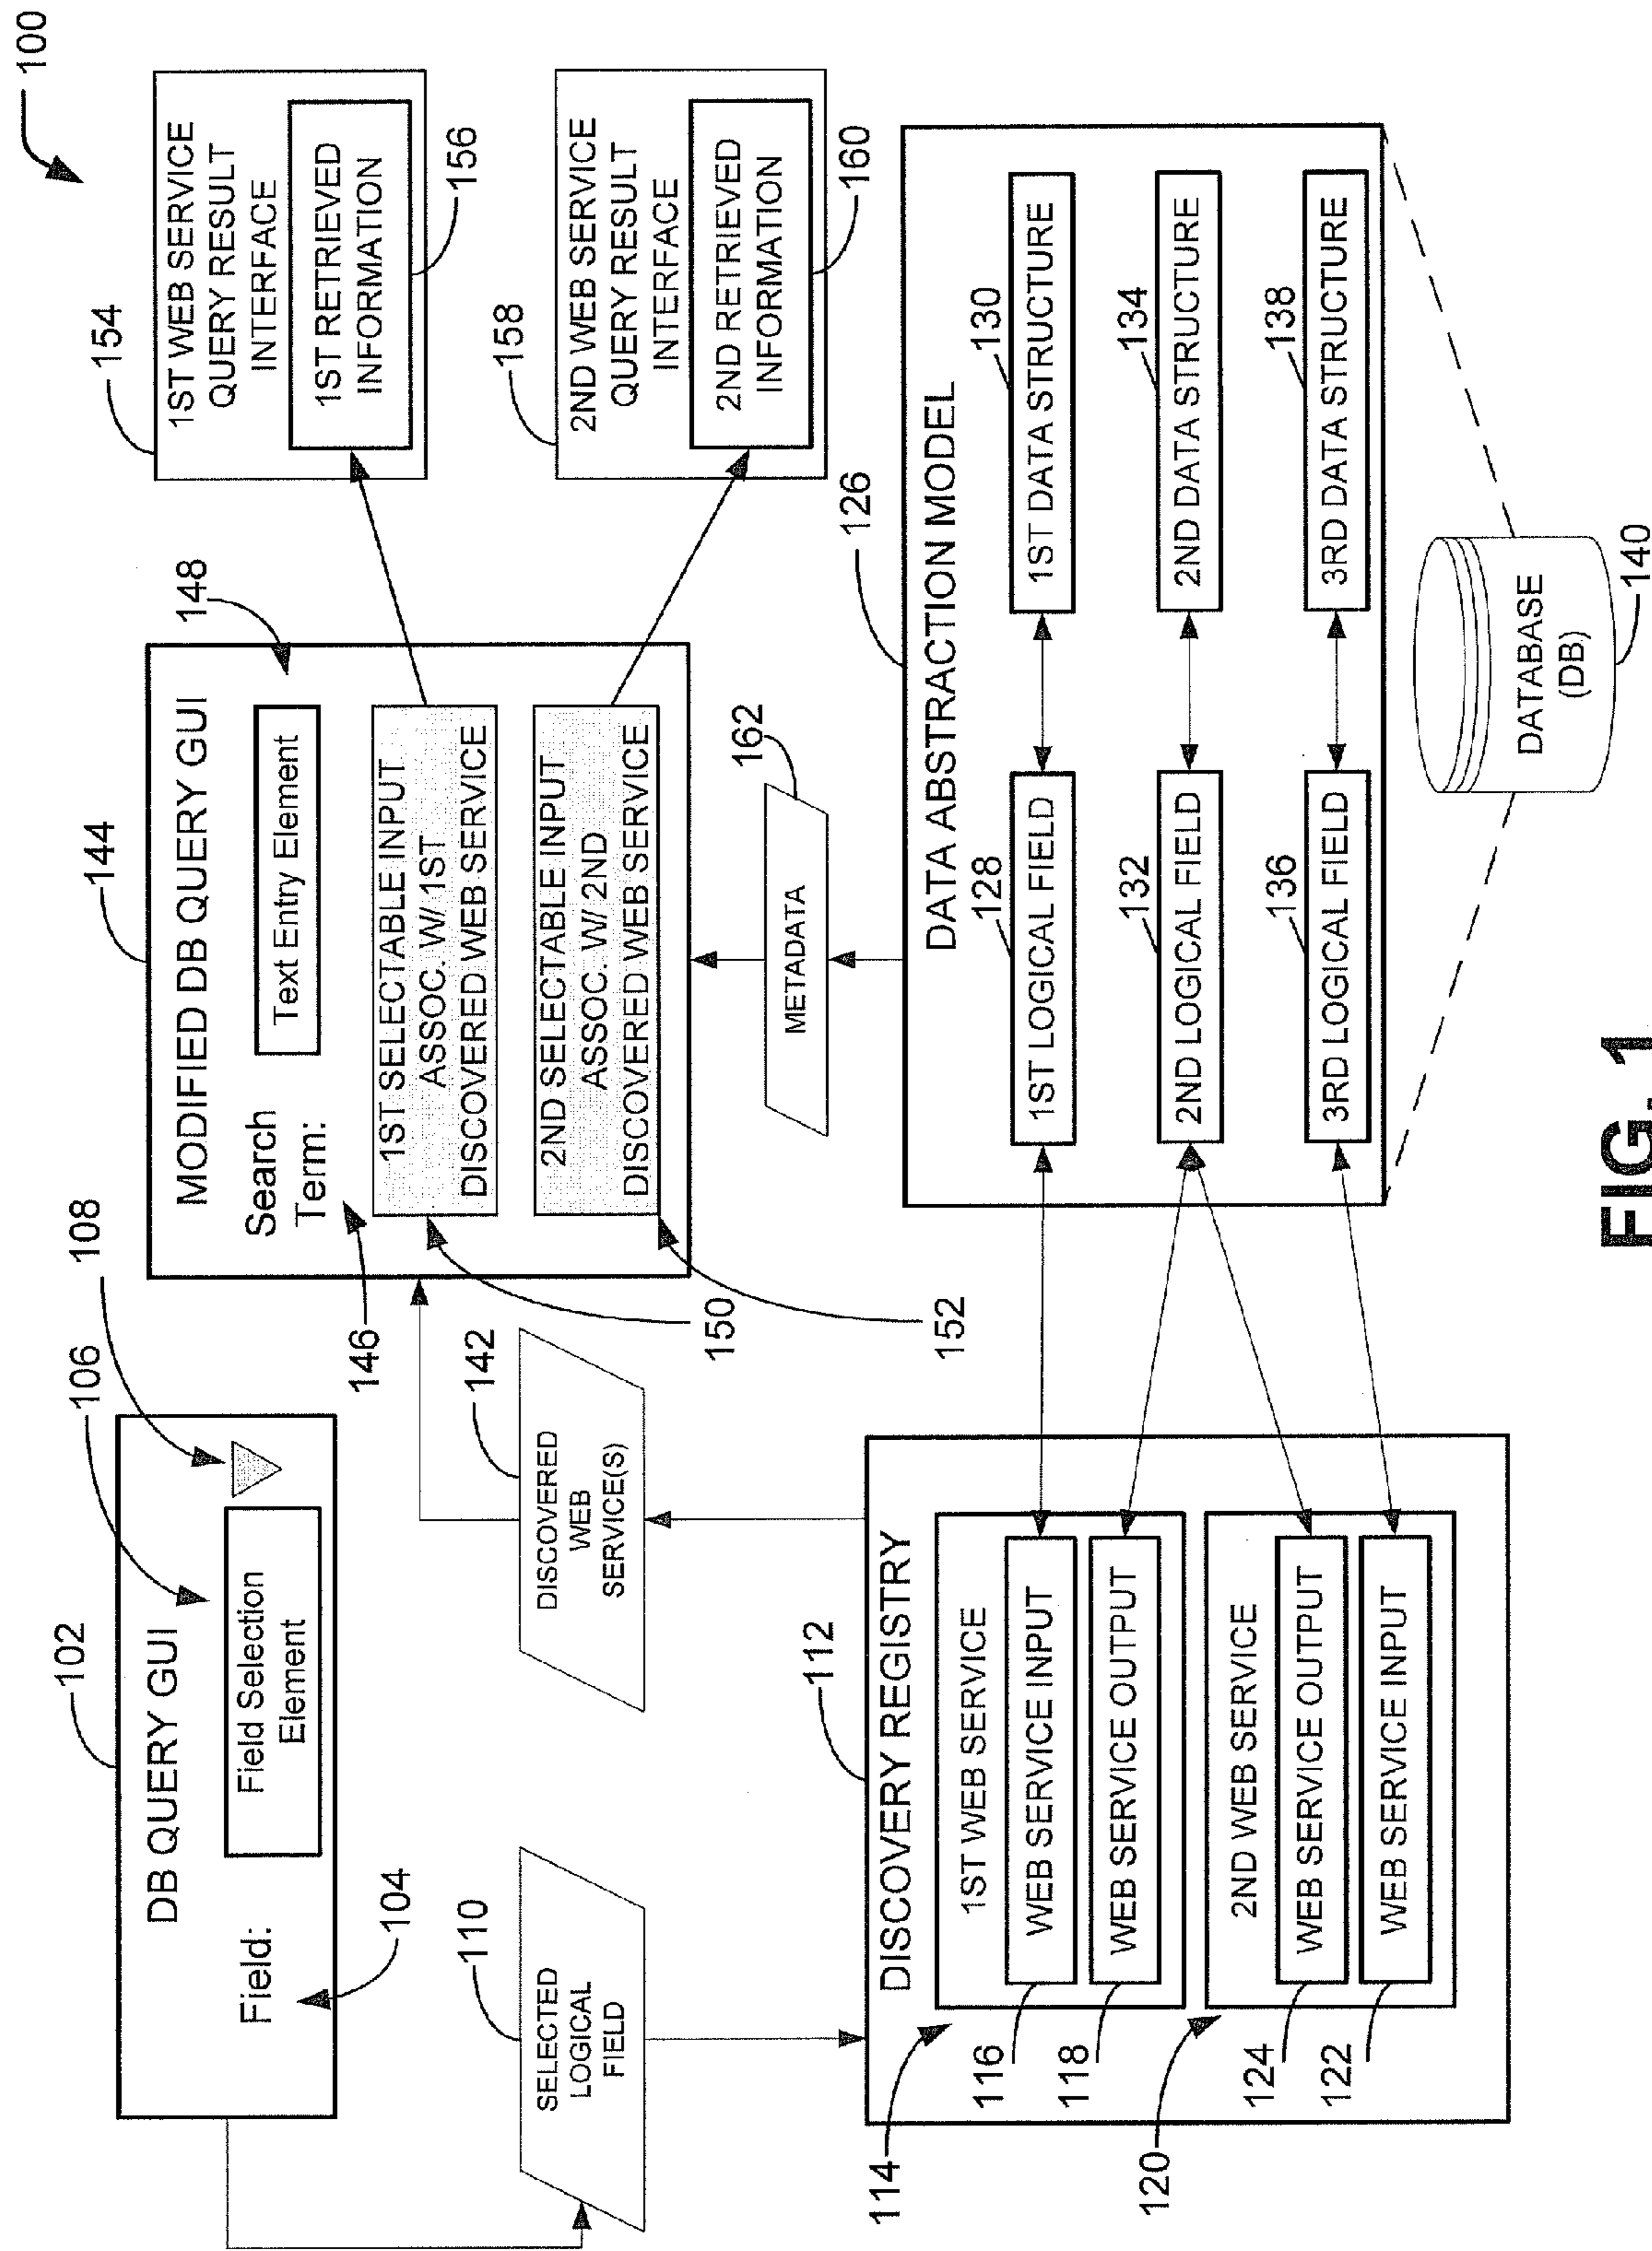 100
102
DB QUERY GUI
Field:
Field Selection
Element
104
106
108
110
SELECTED
LOGICAL
FIELD
142
DISCOVERED
WEB
SERVICE(S)
144
MODIFIED DB QUERY GUI
Search
Term:
Text Entry Element
146
148
1ST SELECTABLE INPUT
ASSOC. W/ 1ST
DISCOVERED WEB SERVICE
150
2ND SELECTABLE INPUT
ASSOC. W/ 2ND
DISCOVERED WEB SERVICE
152
154
1ST WEB SERVICE
QUERY RESULT
INTERFACE
1ST RETRIEVED
INFORMATION
156
158
2ND WEB SERVICE
QUERY RESULT
INTERFACE
2ND RETRIEVED
INFORMATION
160
162
METADATA
112
DISCOVERY REGISTRY
114
1ST WEB SERVICE
116
WEB SERVICE INPUT
118
WEB SERVICE OUTPUT
120
2ND WEB SERVICE
124
WEB SERVICE OUTPUT
122
WEB SERVICE INPUT
126
DATA ABSTRACTION MODEL
128
1ST LOGICAL FIELD
130
1ST DATA STRUCTURE
132
2ND LOGICAL FIELD
134
2ND DATA STRUCTURE
136
3RD LOGICAL FIELD
138
3RD DATA STRUCTURE
DATABASE
(DB)
140
FIG. 1